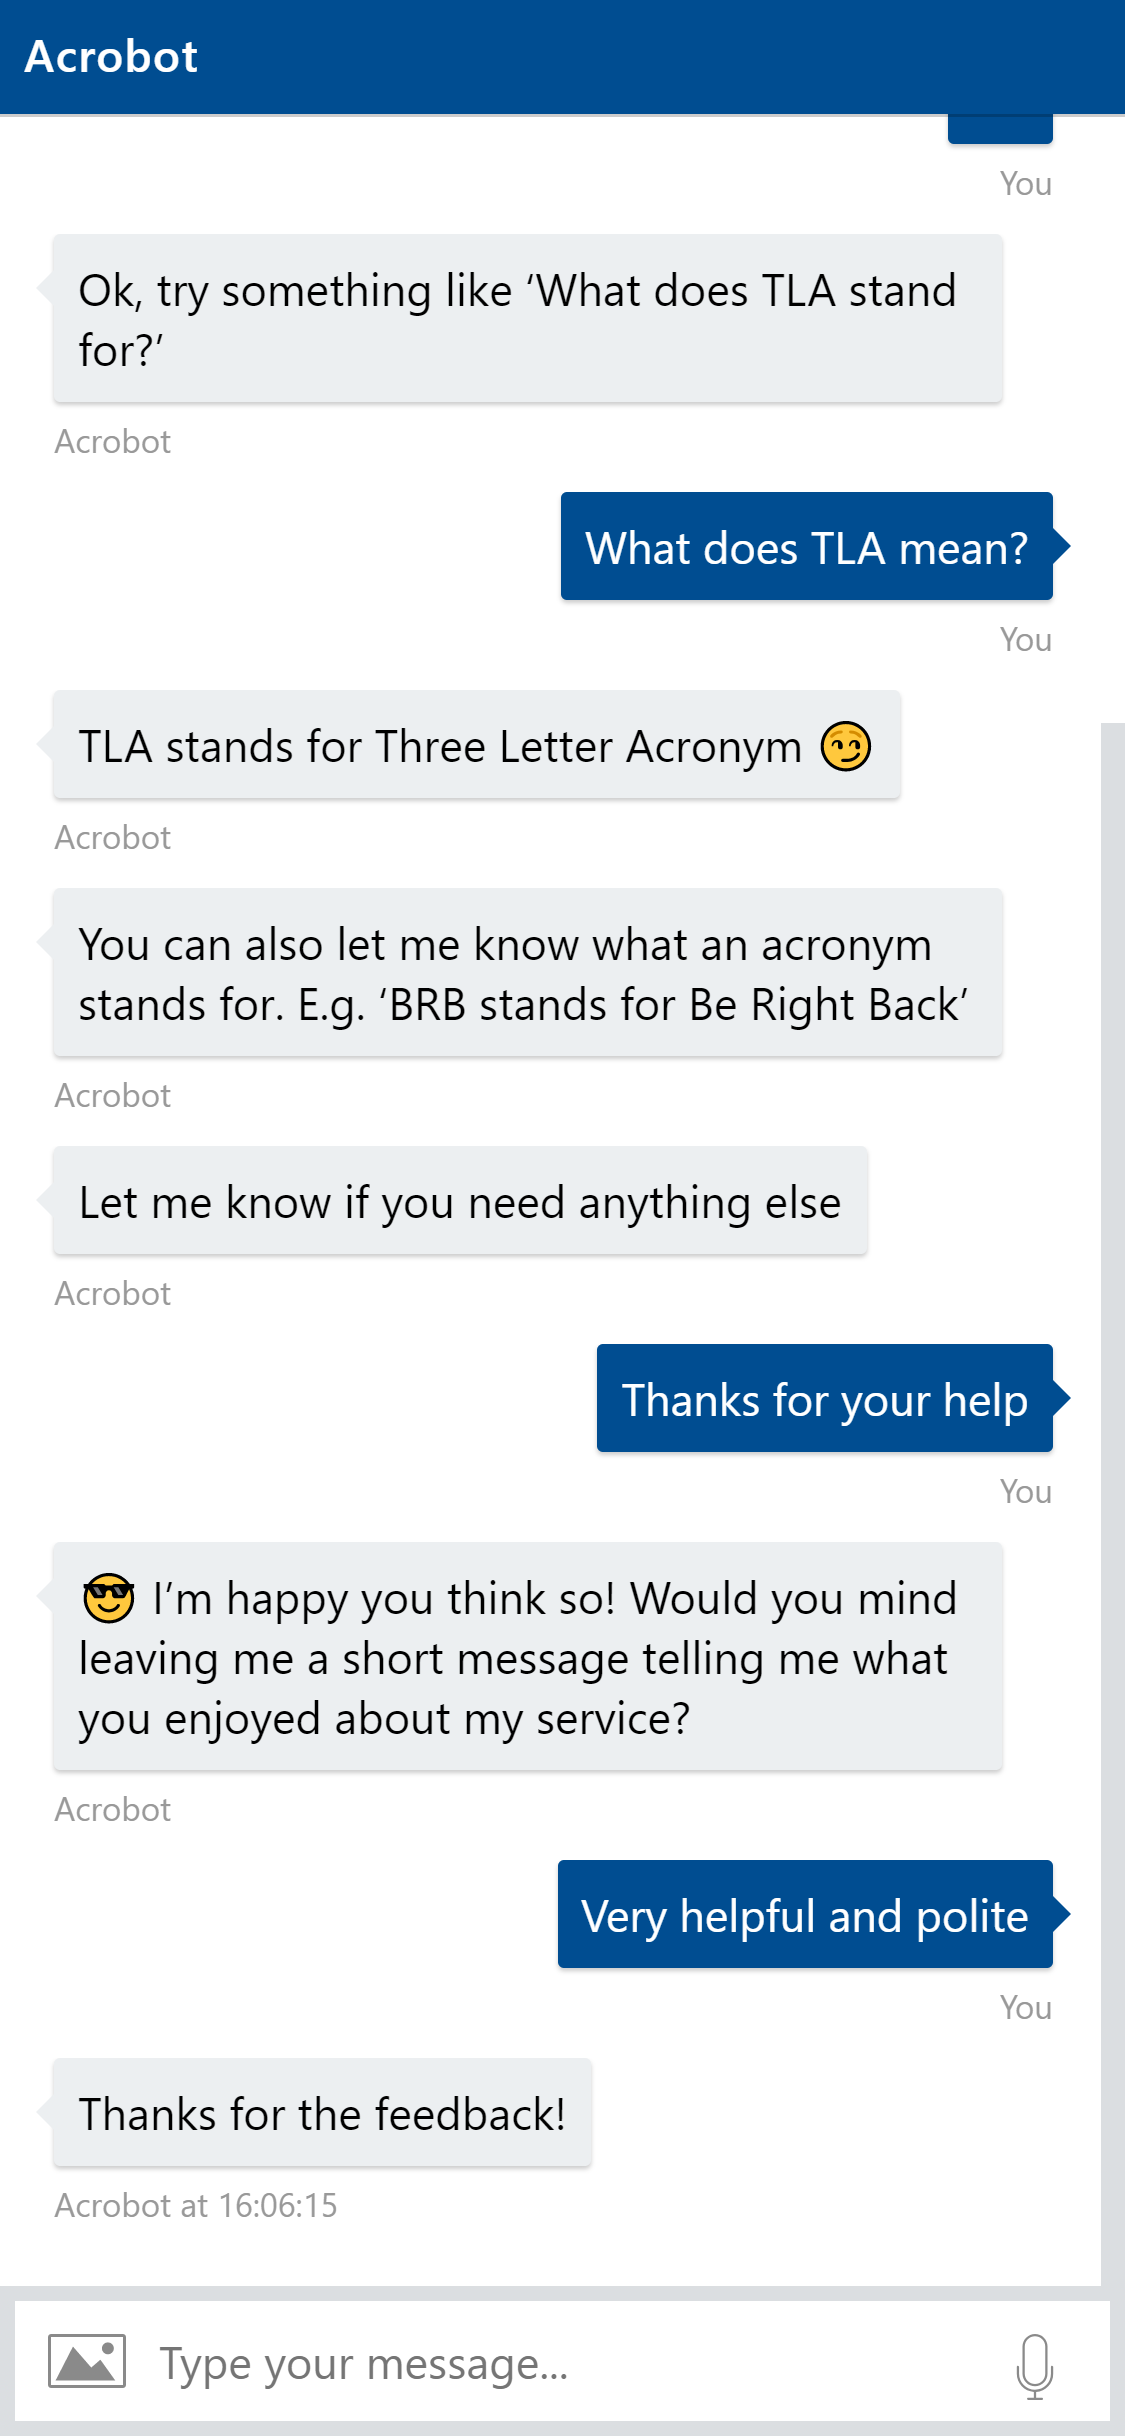 Acrobot
You
Ok, try something like ‘What does TLA stand
for?’
Acrobot
What does TLA mean?
You
TLA stands for Three Letter Acronym 😏
Acrobot
You can also let me know what an acronym
stands for. E.g. ‘BRB stands for Be Right Back’
Acrobot
Let me know if you need anything else
Acrobot
Thanks for your help
You
😎 I’m happy you think so! Would you mind
leaving me a short message telling me what
you enjoyed about my service?
Acrobot
Very helpful and polite
You
Thanks for the feedback!
Acrobot at 16:06:15
Type your message...